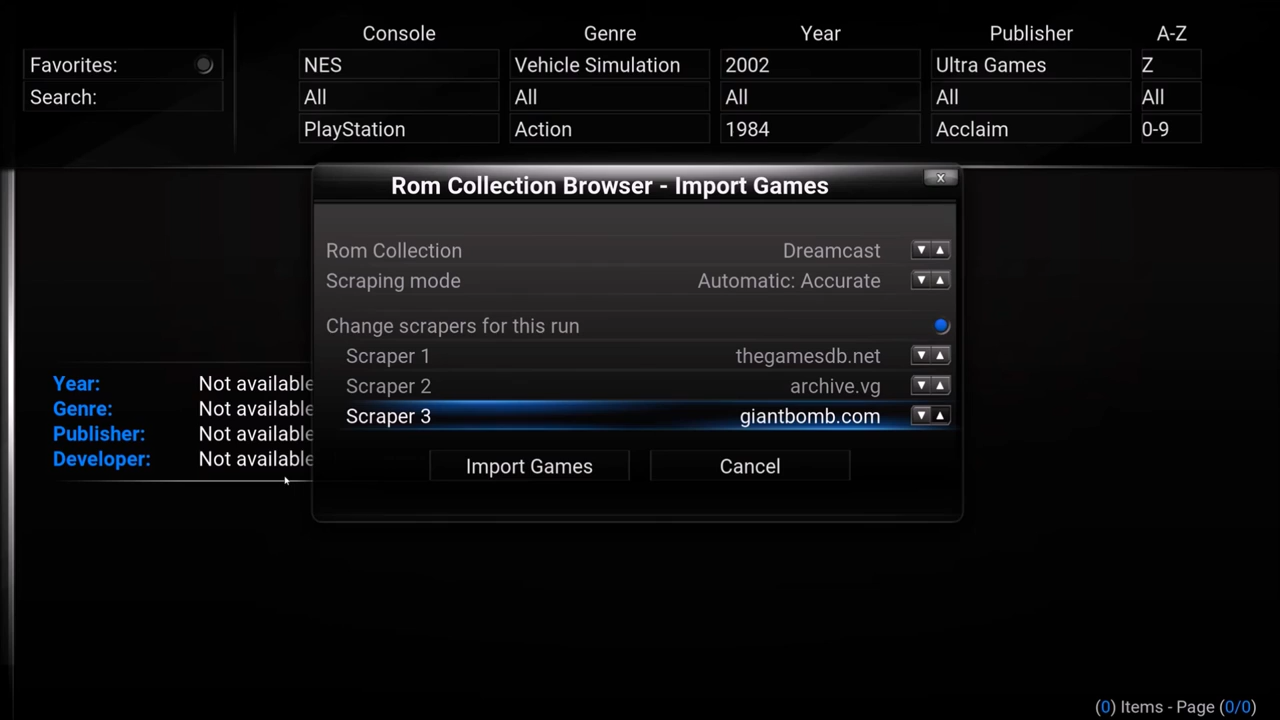 Console Genre Year Publisher A-Z
Favorites: NES Vehicle Simulation 2002 Ultra Games Z
Search: All All All All All
PlayStation Action 1984 Acclaim 0-9
Rom Collection Browser - Import Games
x
Rom Collection Dreamcast
Scraping mode Automatic: Accurate
Change scrapers for this run
Scraper 1 thegamesdb.net
Scraper 2 archive.vg
Scraper 3 giantbomb.com
Import Games Cancel
Year: Not available
Genre: Not available
Publisher: Not available
Developer: Not available
(0) Items - Page (0/0)